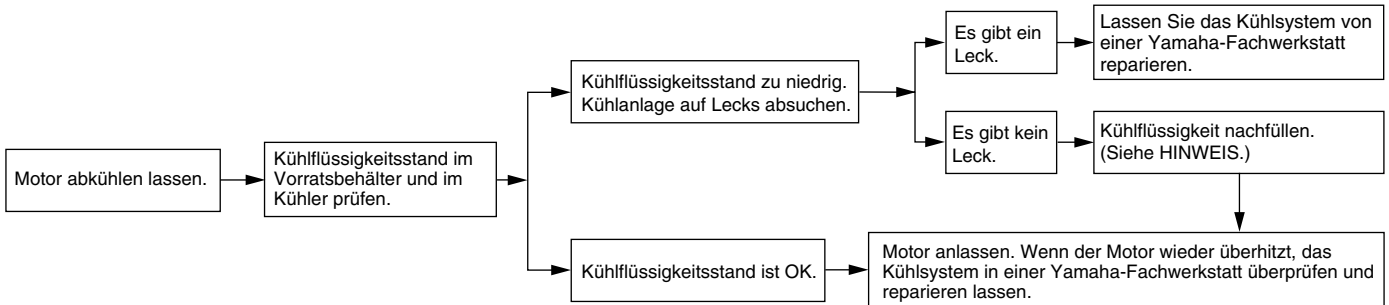 Motor abkühlen lassen.
Kühlflüssigkeitsstand im
Vorratsbehälter und im
Kühler prüfen.
Kühlflüssigkeitsstand zu niedrig.
Kühlanlage auf Lecks absuchen.
Es gibt ein
Leck.
Lassen Sie das Kühlsystem von
einer Yamaha-Fachwerkstatt
reparieren.
Es gibt kein
Leck.
Kühlflüssigkeit nachfüllen.
(Siehe HINWEIS.)
Kühlflüssigkeitsstand ist OK.
Motor anlassen. Wenn der Motor wieder überhitzt, das
Kühlsystem in einer Yamaha-Fachwerkstatt überprüfen und
reparieren lassen.